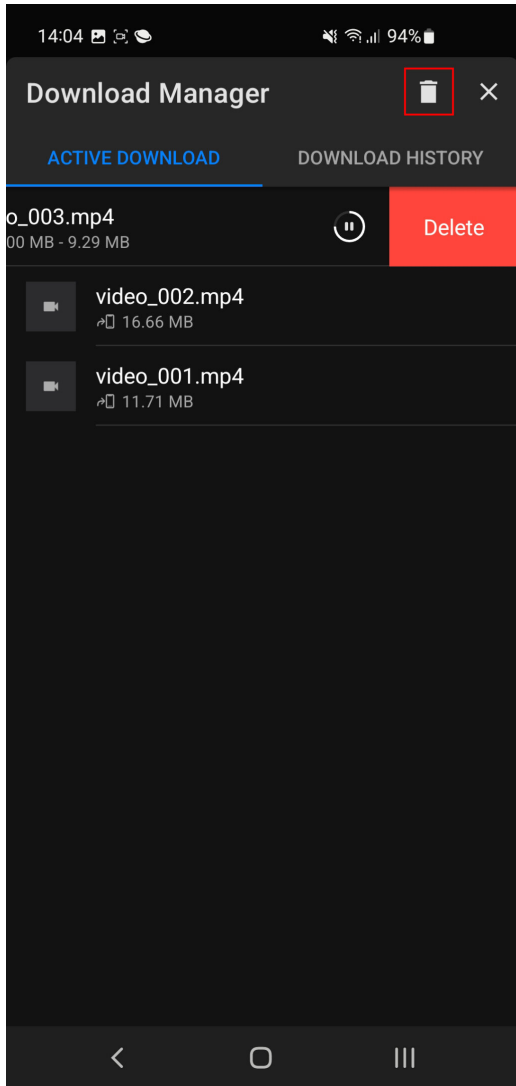 14:04 94%
Download Manager
ACTIVE DOWNLOAD DOWNLOAD HISTORY
o_003.mp4
00 MB - 9.29 MB
Delete
video_002.mp4
16.66 MB
video_001.mp4
11.71 MB